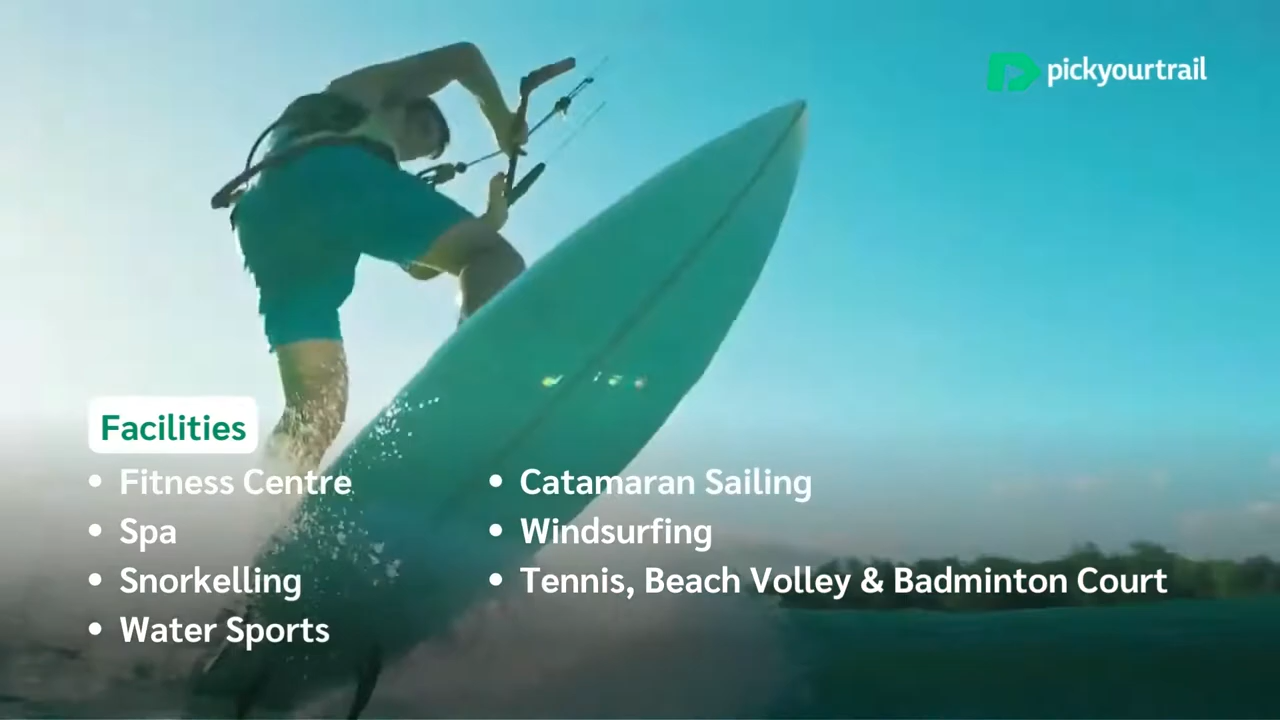 pickyourtrail
Facilities
• Fitness Centre
• Spa
• Snorkelling
• Water Sports
• Catamaran Sailing
• Windsurfing
• Tennis, Beach Volley & Badminton Court